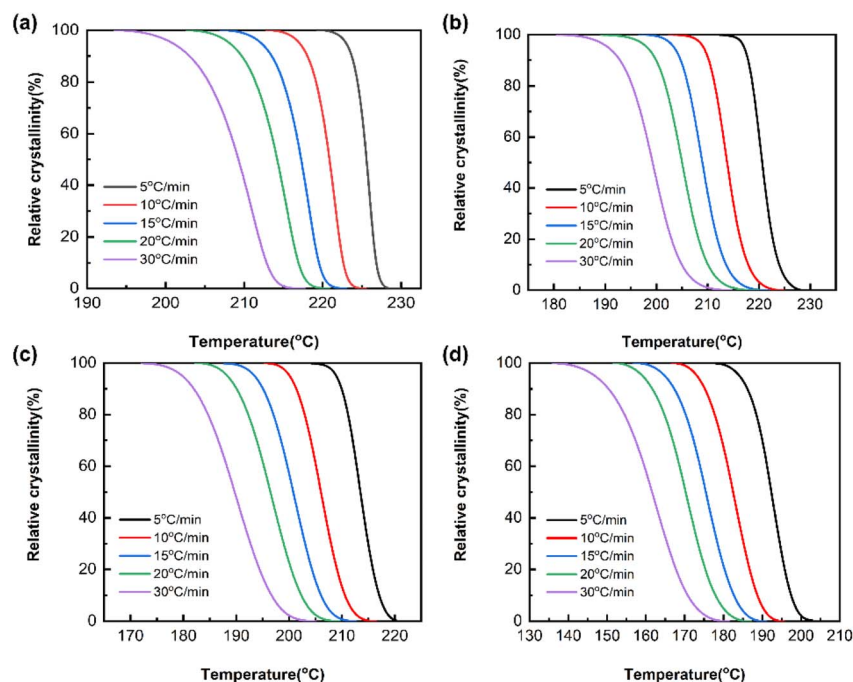 (a)
Relative crystallinity(%)
100
80
60
40
20
0
5°C/min
10°C/min
15°C/min
20°C/min
30°C/min
190 200 210 220 230
Temperature(°C)
(b)
Relative crystallinity(%)
100
80
60
40
20
0
5°C/min
10°C/min
15°C/min
20°C/min
30°C/min
180 190 200 210 220 230
Temperature(°C)
(c)
Relative crystallinity(%)
100
80
60
40
20
0
5°C/min
10°C/min
15°C/min
20°C/min
30°C/min
170 180 190 200 210 220
Temperature(°C)
(d)
Relative crystallinity(%)
100
80
60
40
20
0
5°C/min
10°C/min
15°C/min
20°C/min
30°C/min
130 140 150 160 170 180 190 200 210
Temperature(°C)